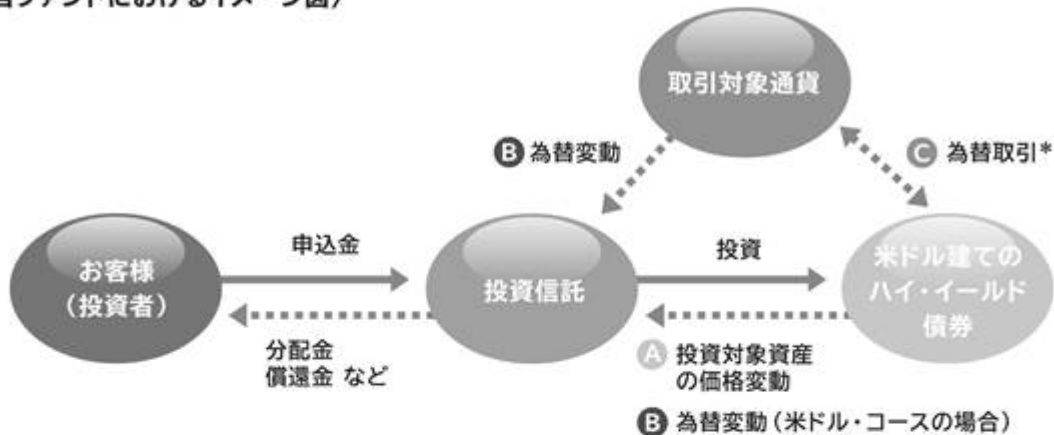 取引対象通貨
B 為替変動
C 為替取引*
お客様
(投資者)
申込金
投資信託
投資
米ドル建ての
ハイ・イールド
債券
分配金
償還金 など
A 投資対象資産
の価格変動
B 為替変動(米ドル・コースの場合)